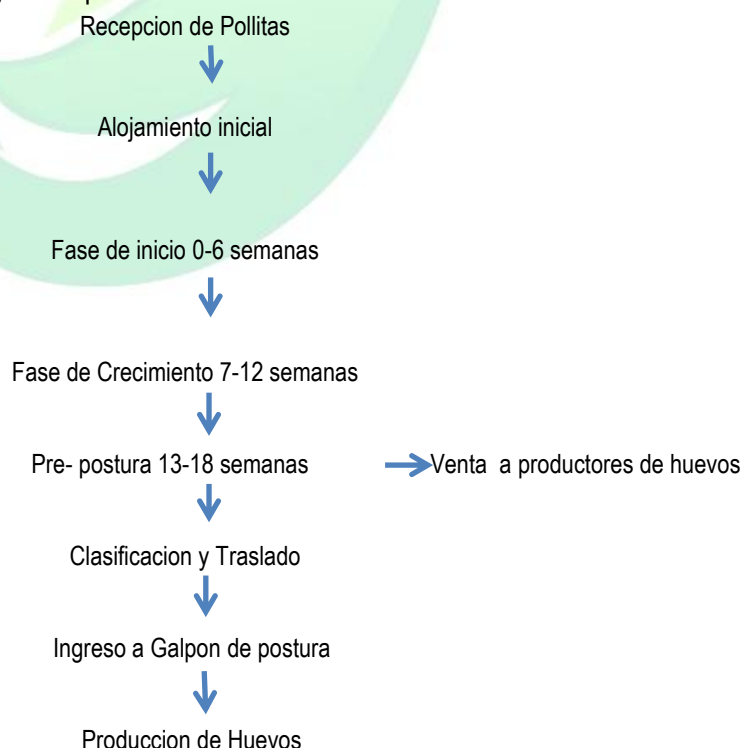 Recepcion de Pollitas
Alojamiento inicial
Fase de inicio 0-6 semanas
Fase de Crecimiento 7-12 semanas
Pre- postura 13-18 semanas
Venta a productores de huevos
Clasificacion y Traslado
Ingreso a Galpon de postura
Produccion de Huevos